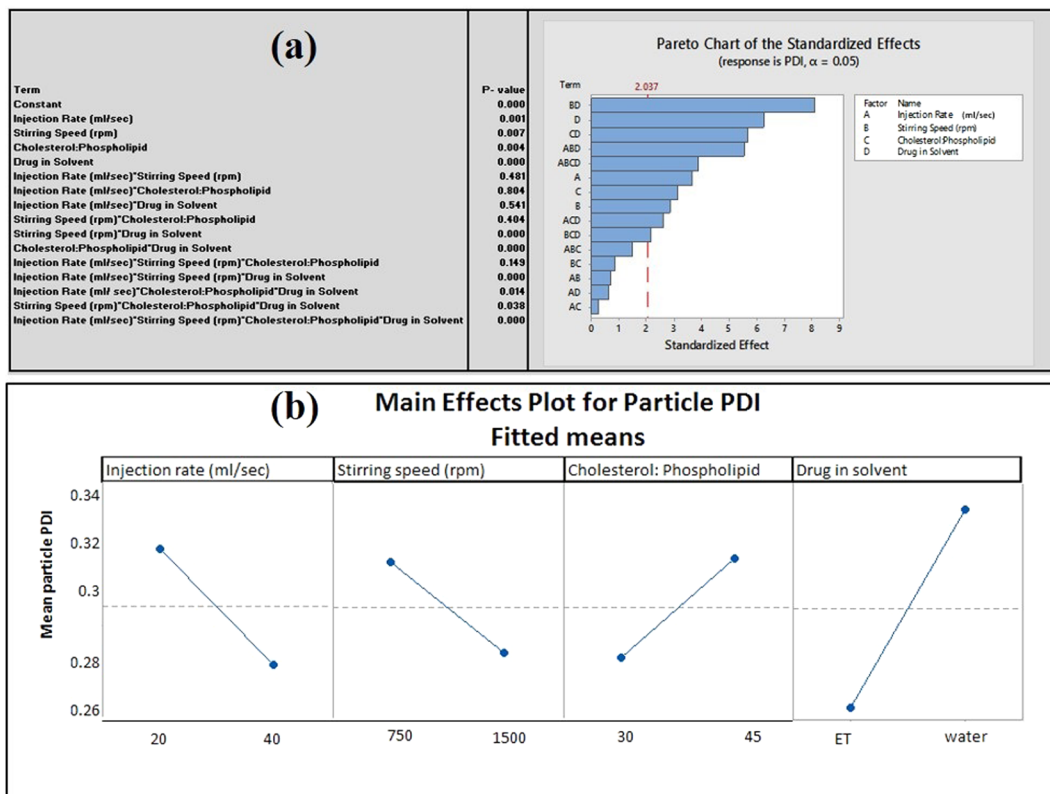 (a)
Term P- value
Constant 0.000
Injection Rate (ml/sec) 0.001
Stirring Speed (rpm) 0.007
Cholesterol:Phospholipid 0.004
Drug in Solvent 0.000
Injection Rate (ml/sec)*Stirring Speed (rpm) 0.481
Injection Rate (ml/sec)*Cholesterol:Phospholipid 0.804
Injection Rate (ml/sec)*Drug in Solvent 0.541
Stirring Speed (rpm)*Cholesterol:Phospholipid 0.404
Stirring Speed (rpm)*Drug in Solvent 0.000
Cholesterol:Phospholipid*Drug in Solvent 0.000
Injection Rate (ml/sec)*Stirring Speed (rpm)*Cholesterol:Phospholipid 0.149
Injection Rate (ml/sec)*Stirring Speed (rpm)*Drug in Solvent 0.000
Injection Rate (ml/ sec)*Cholesterol:Phospholipid*Drug in Solvent 0.014
Stirring Speed (rpm)*Cholesterol:Phospholipid*Drug in Solvent 0.038
Injection Rate (ml/sec)*Stirring Speed (rpm)*Cholesterol:Phospholipid*Drug in Solvent 0.000
Pareto Chart of the Standardized Effects
(response is PDI, α = 0.05)
Term
2.037
BD
D
CD
ABD
ABCD
A
C
B
ACD
BCD
ABC
BC
AB
AD
AC
0 1 2 3 4 5 6 7 8 9
Standardized Effect
Factor Name
A Injection Rate (ml/sec)
B Stirring Speed (rpm)
C Cholesterol:Phospholipid
D Drug in Solvent
(b)
Main Effects Plot for Particle PDI
Fitted means
Injection rate (ml/sec) Stirring speed (rpm) Cholesterol: Phospholipid Drug in solvent
Mean particle PDI
0.34
0.32
0.3
0.28
0.26
20 40 750 1500 30 45 ET water